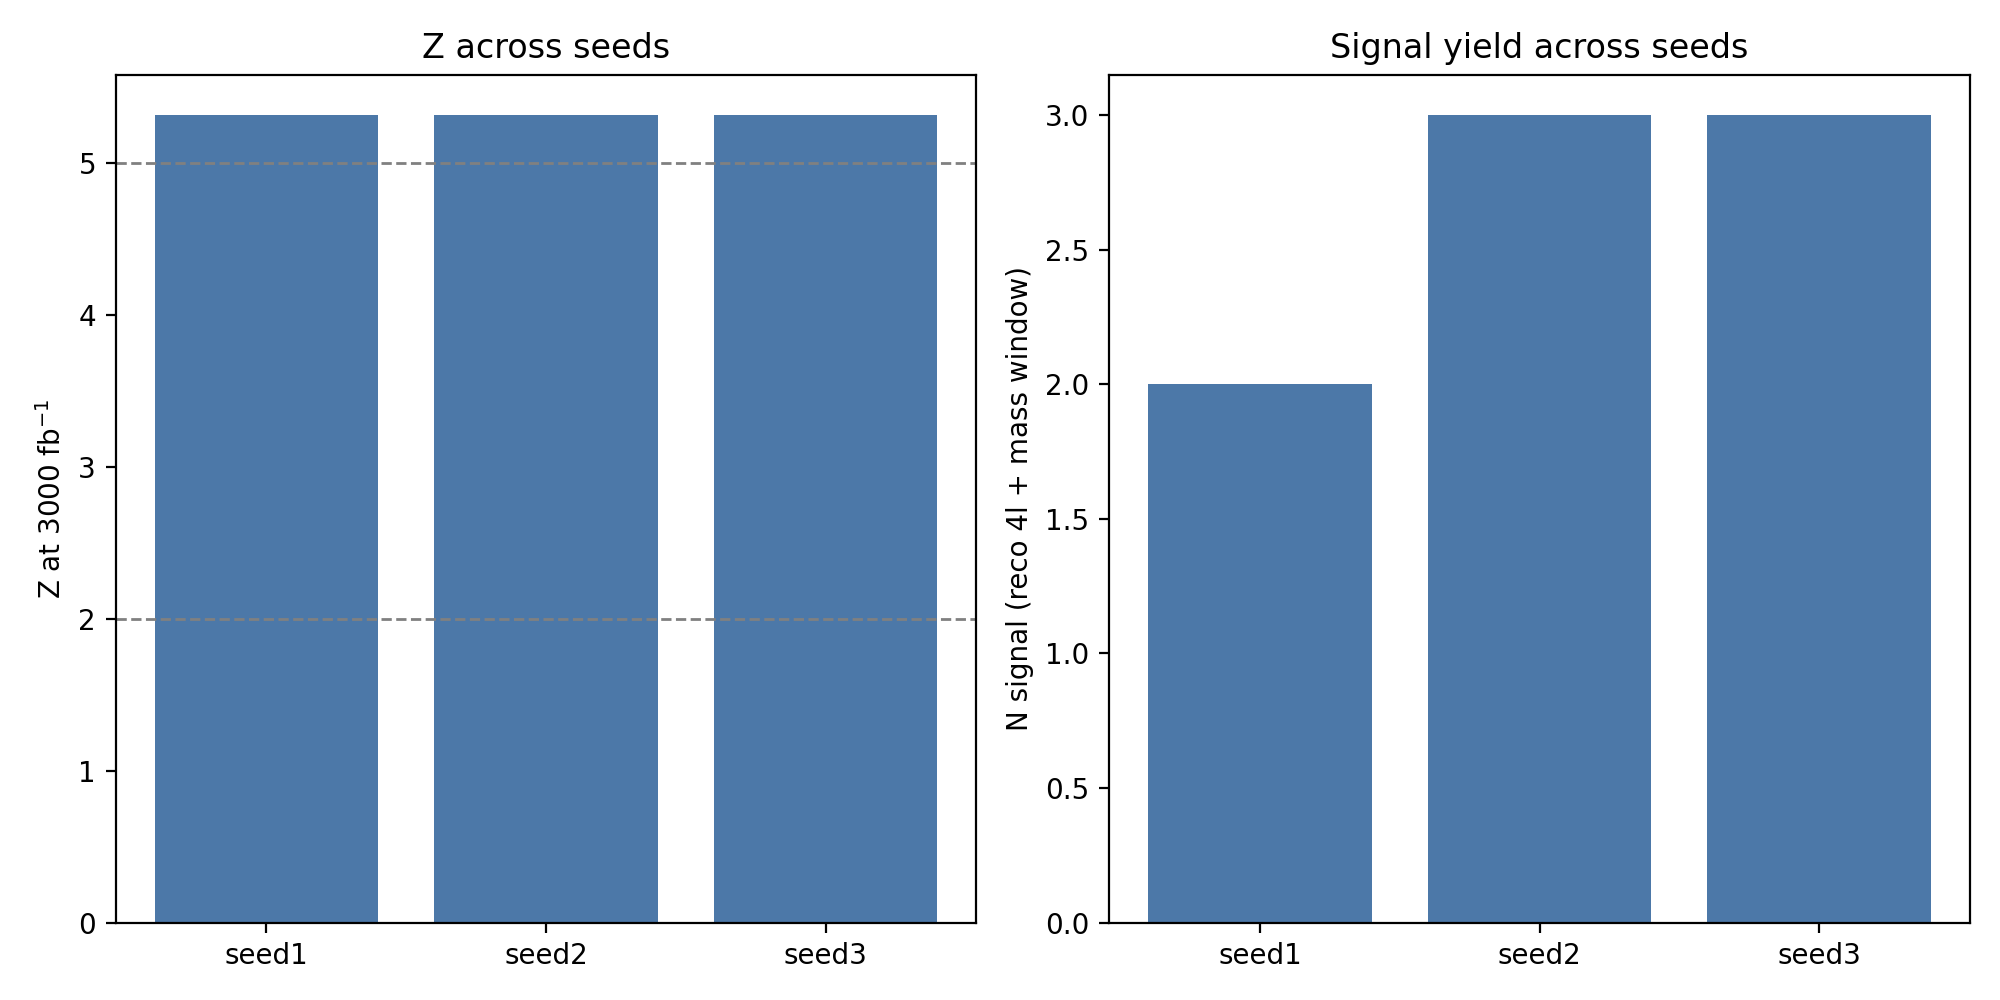 Z across seeds
Z at 3000 fb⁻¹
5
4
3
2
1
0
seed1 seed2 seed3
Signal yield across seeds
N signal (reco 4l + mass window)
3.0
2.5
2.0
1.5
1.0
0.5
0.0
seed1 seed2 seed3